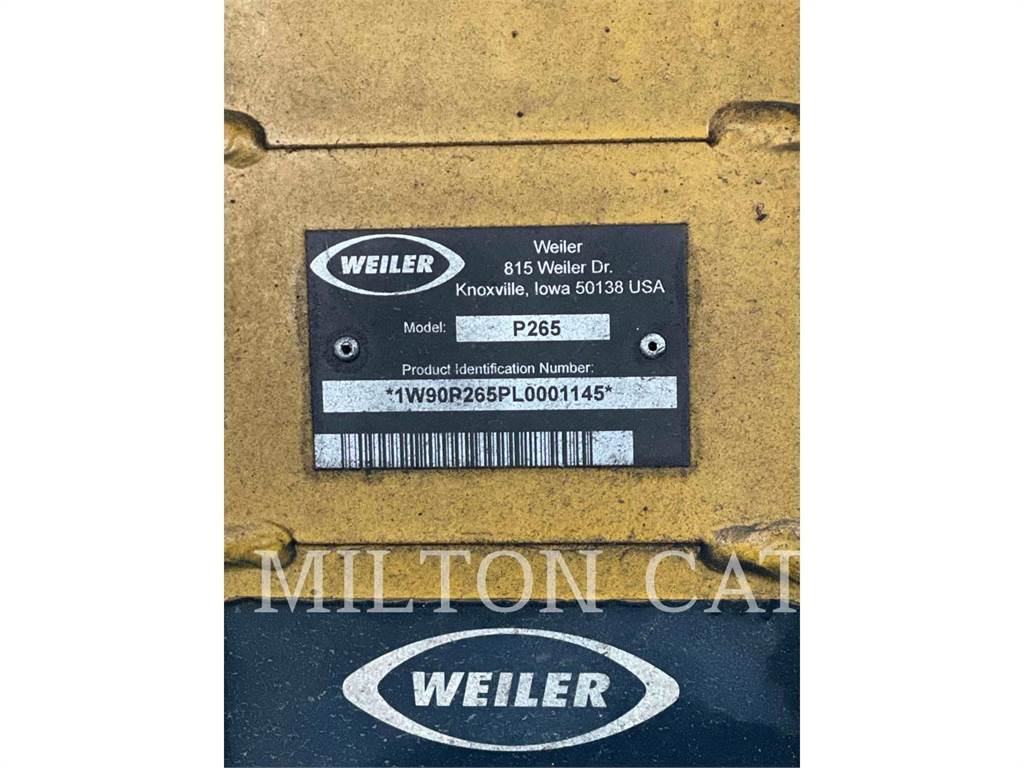 WEILER
Weiler
815 Weiler Dr.
Knoxville, Iowa 50138 USA
Model: P265
Product Identification Number:
*1W90R265PL0001145*
MILTON CAT
WEILER